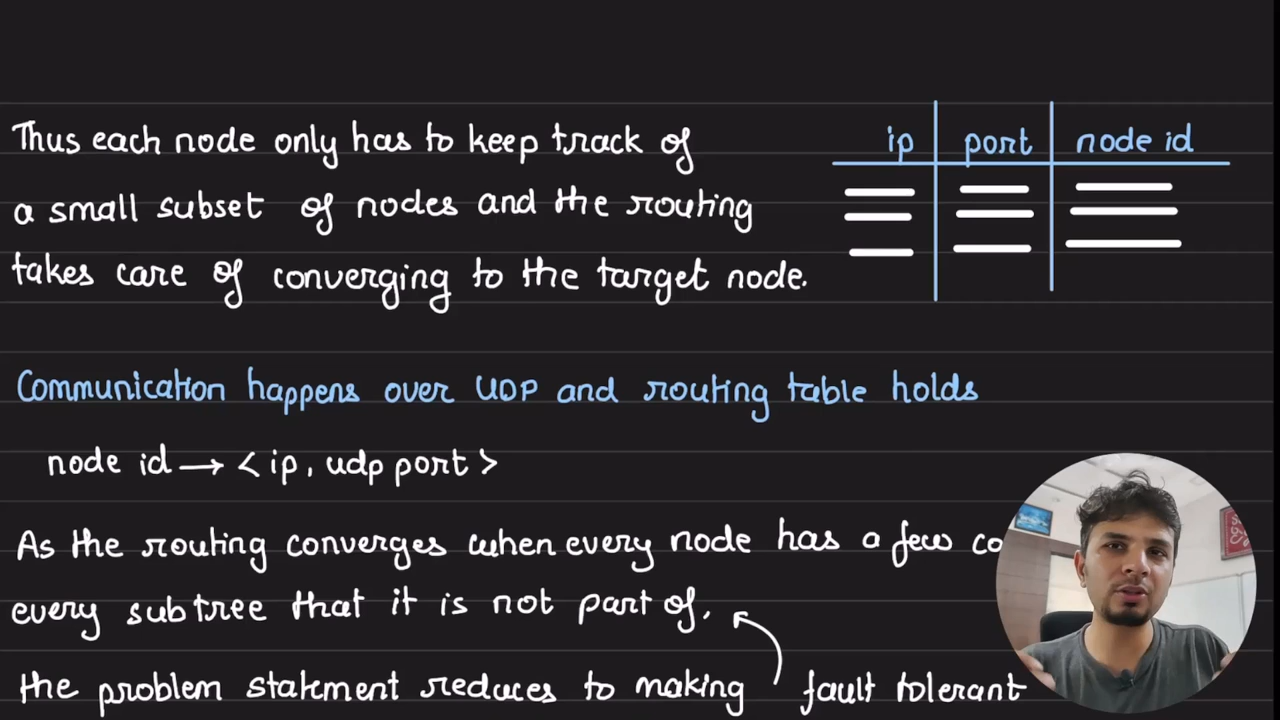 Thus each node only has to keep track of
a small subset of nodes and the routing
takes care of converging to the target node.
ip port node id
Communication happens over UDP and routing table holds
node id → < ip, udp port >
As the routing converges when every node has a few co
every subtree that it is not part of.
the problem statement reduces to making fault tolerant